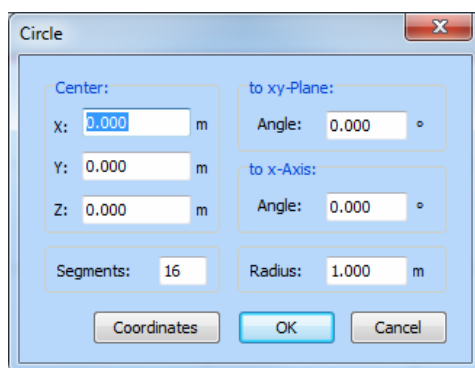 Circle
Center:
X: 0.000 m
Y: 0.000 m
Z: 0.000 m
to xy-Plane:
Angle: 0.000 °
to x-Axis:
Angle: 0.000 °
Segments: 16
Radius: 1.000 m
Coordinates OK Cancel